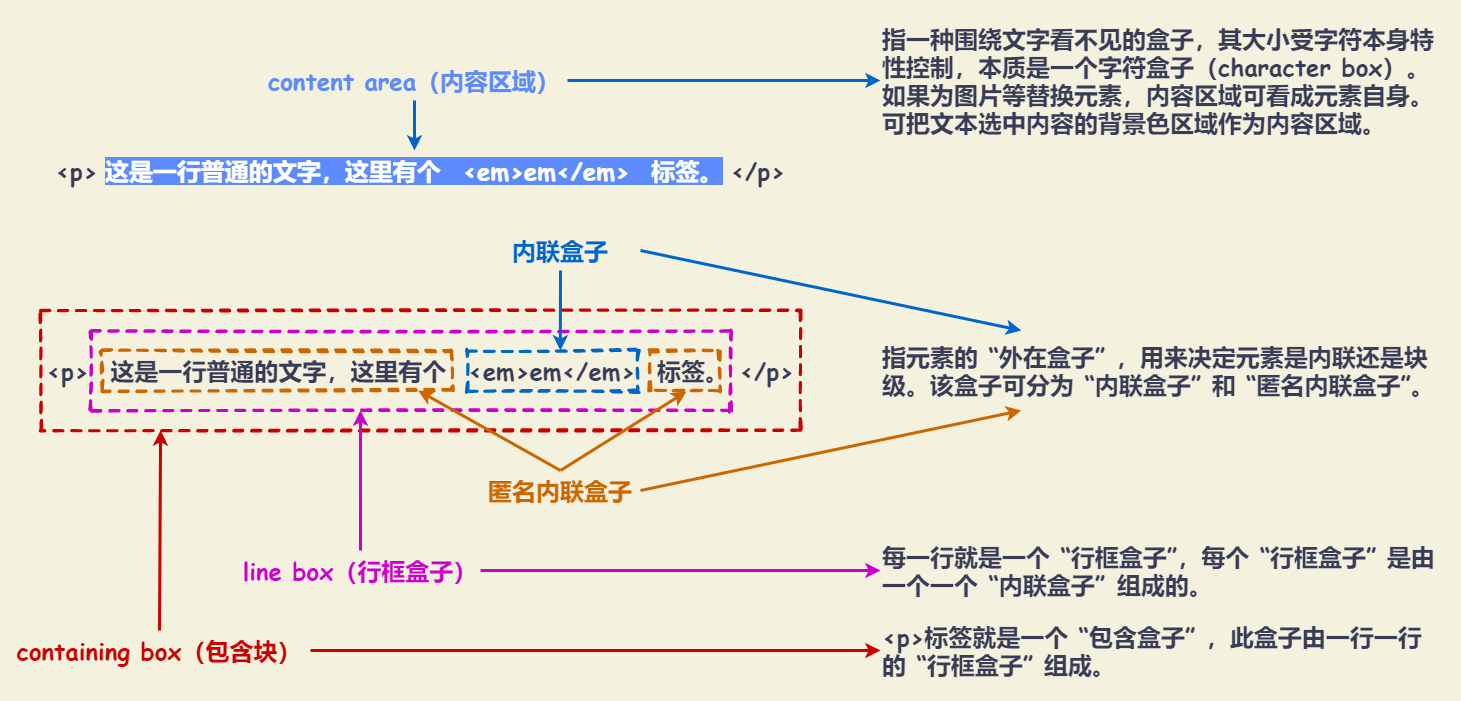 指一种围绕文字看不见的盒子，其大小受字符本身特
性控制，本质是一个字符盒子（character box）。
如果为图片等替换元素，内容区域可看成元素自身。
可把文本选中内容的背景色区域作为内容区域。
content area（内容区域）
<p> 这是一行普通的文字，这里有个 <em>em</em> 标签。 </p>
内联盒子
<p> 这是一行普通的文字，这里有个 <em>em</em> 标签。 </p>
指元素的“外在盒子”，用来决定元素是内联还是块
级。该盒子可分为“内联盒子”和“匿名内联盒子”。
匿名内联盒子
line box（行框盒子）
每一行就是一个“行框盒子”，每个“行框盒子”是由
一个一个“内联盒子”组成的。
containing box（包含块）
<p>标签就是一个“包含盒子”，此盒子由一行一行
的“行框盒子”组成。